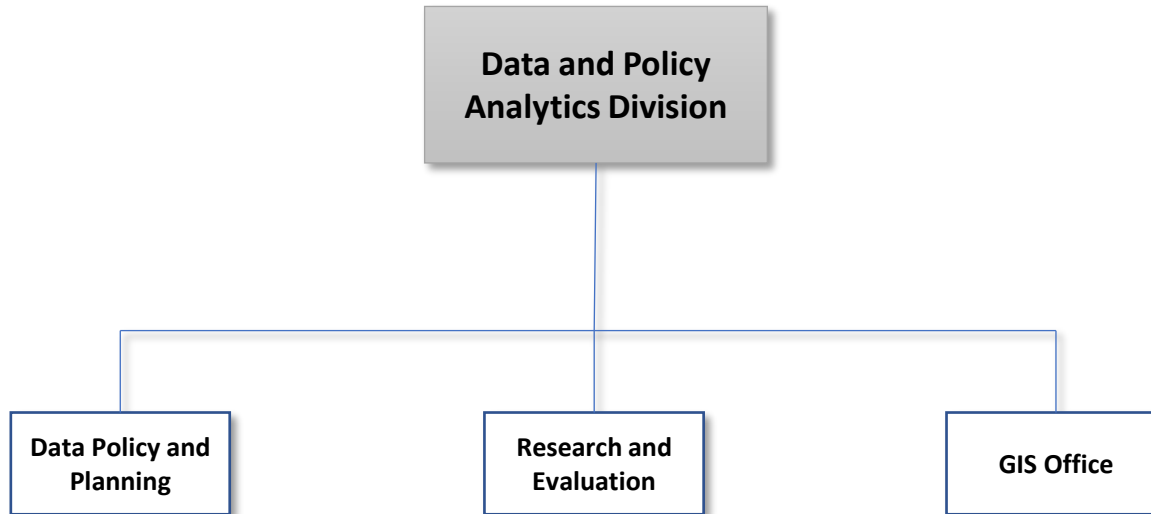 Data and Policy
Analytics Division
Data Policy and
Planning
Research and
Evaluation
GIS Office